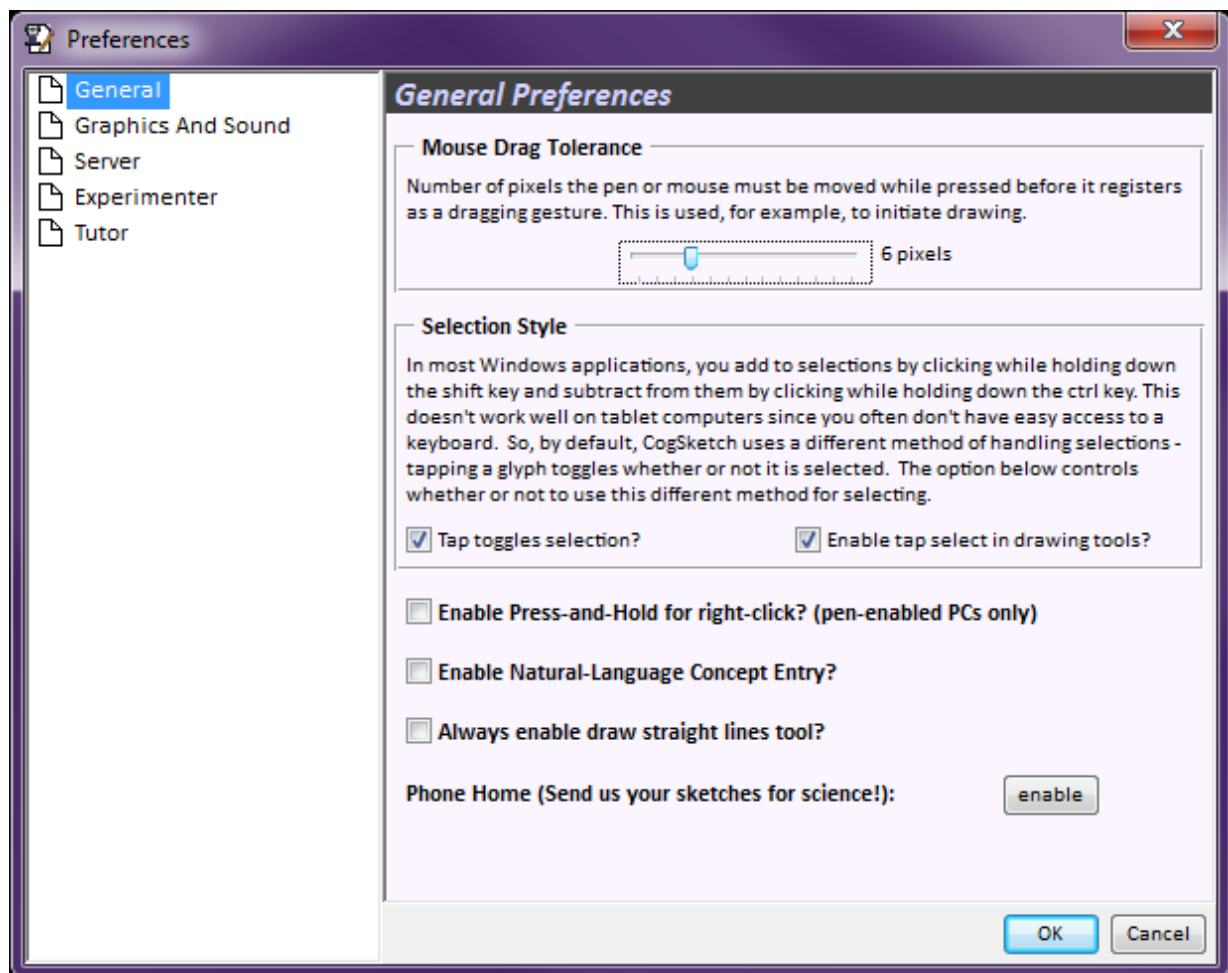 Preferences
General
Graphics And Sound
Server
Experimenter
Tutor
General Preferences
Mouse Drag Tolerance
Number of pixels the pen or mouse must be moved while pressed before it registers
as a dragging gesture. This is used, for example, to initiate drawing.
6 pixels
Selection Style
In most Windows applications, you add to selections by clicking while holding down
the shift key and subtract from them by clicking while holding down the ctrl key. This
doesn't work well on tablet computers since you often don't have easy access to a
keyboard.  So, by default, CogSketch uses a different method of handling selections -
tapping a glyph toggles whether or not it is selected.  The option below controls
whether or not to use this different method for selecting.
Tap toggles selection?
Enable tap select in drawing tools?
Enable Press-and-Hold for right-click? (pen-enabled PCs only)
Enable Natural-Language Concept Entry?
Always enable draw straight lines tool?
Phone Home (Send us your sketches for science!):
enable
OK
Cancel